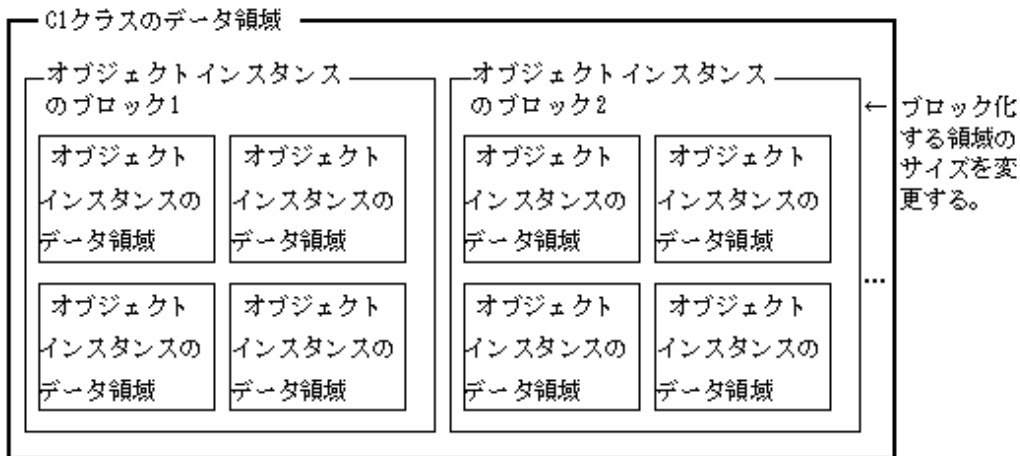 C1クラスのデータ領域
オブジェクトインスタンス
のブロック1
オブジェクト
インスタンスの
データ領域
オブジェクト
インスタンスの
データ領域
オブジェクト
インスタンスの
データ領域
オブジェクト
インスタンスの
データ領域
オブジェクトインスタンス
のブロック2
オブジェクト
インスタンスの
データ領域
オブジェクト
インスタンスの
データ領域
オブジェクト
インスタンスの
データ領域
オブジェクト
インスタンスの
データ領域
…
← ブロック化
する領域の
サイズを変
更する。